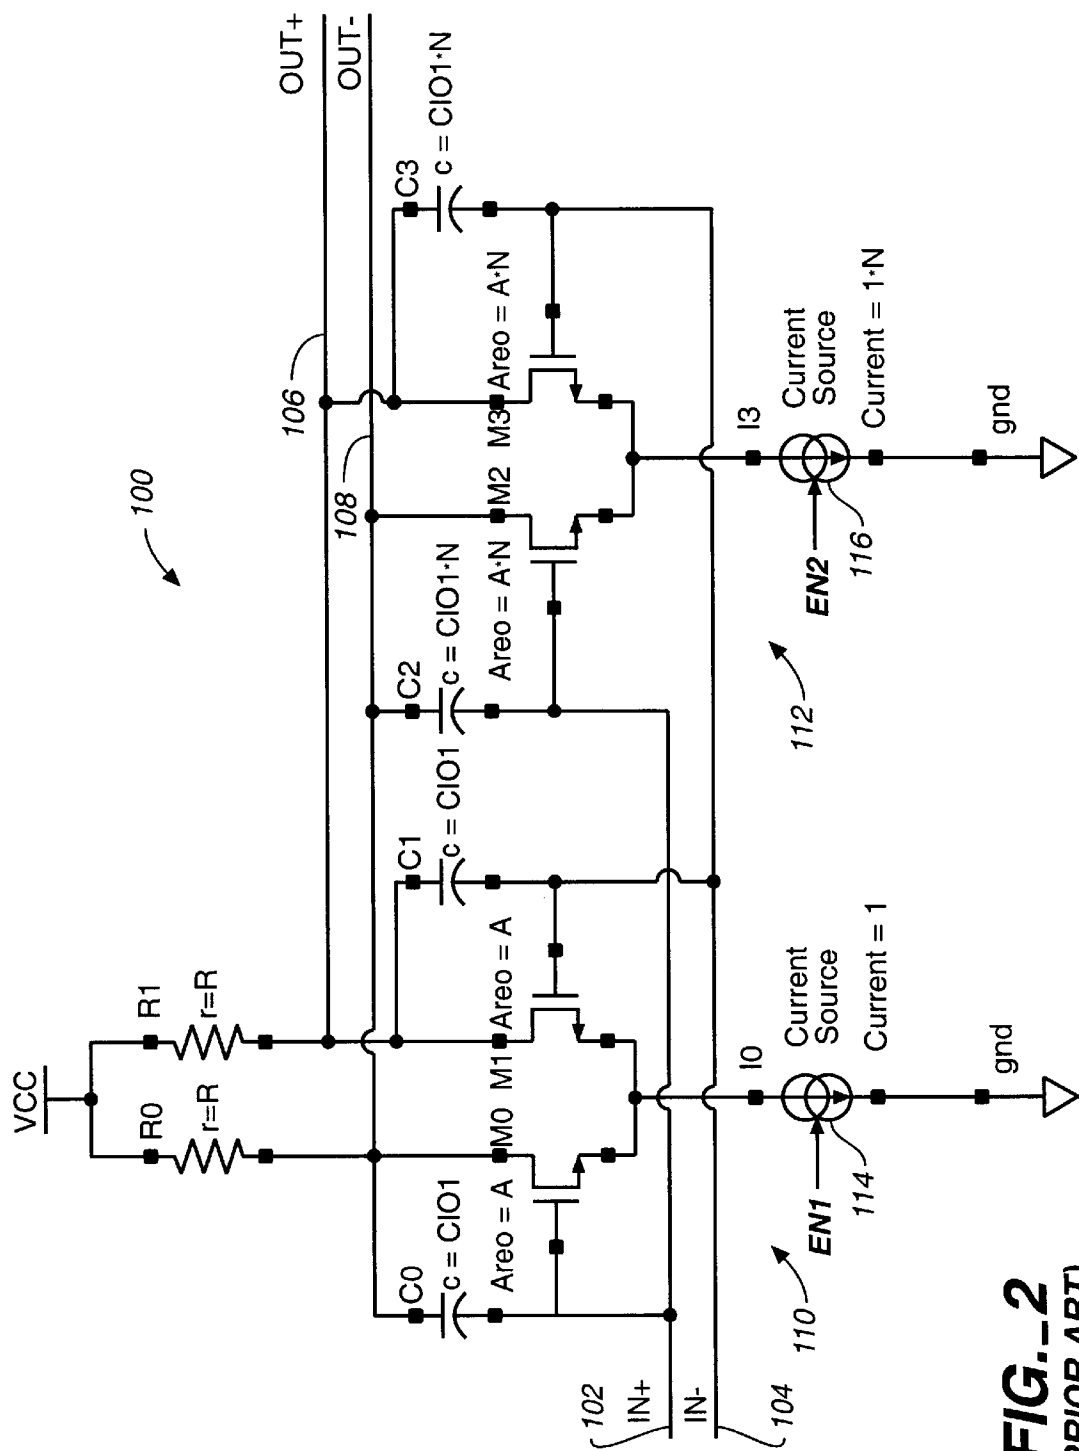 VCC
R0
r=R
R1
r=R
OUT+
OUT-
106
108
100
C0
c = CIO1
Areo = A
M0
M1
Areo = A
C1
c = CIO1
C2
c = CIO1•N
Areo = A•N
M2
M3
Areo = A•N
C3
c = CIO1•N
102
IN+
IN-
104
110
EN1
114
I0
Current
Source
Current = 1
gnd
112
EN2
116
I3
Current
Source
Current = 1•N
gnd
FIG._2
PRIOR ART)